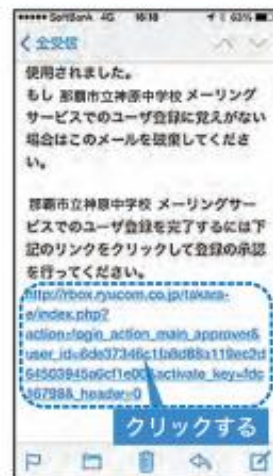 SoftBank 4G 16:18 63%
全受信
使用されました。
もし 那覇市立神原中学校 メーリング
サービスでのユーザ登録に覚えがない
場合はこのメールを破棄してくださ
い。
那覇市立神原中学校 メーリングサー
ビスでのユーザ登録を完了するには下
記のリンクをクリックして登録の承認
を行ってください。
http://rbox.ryucom.co.jp/takara-
e/index.php?
action=login_action_main_approver&
クリックする